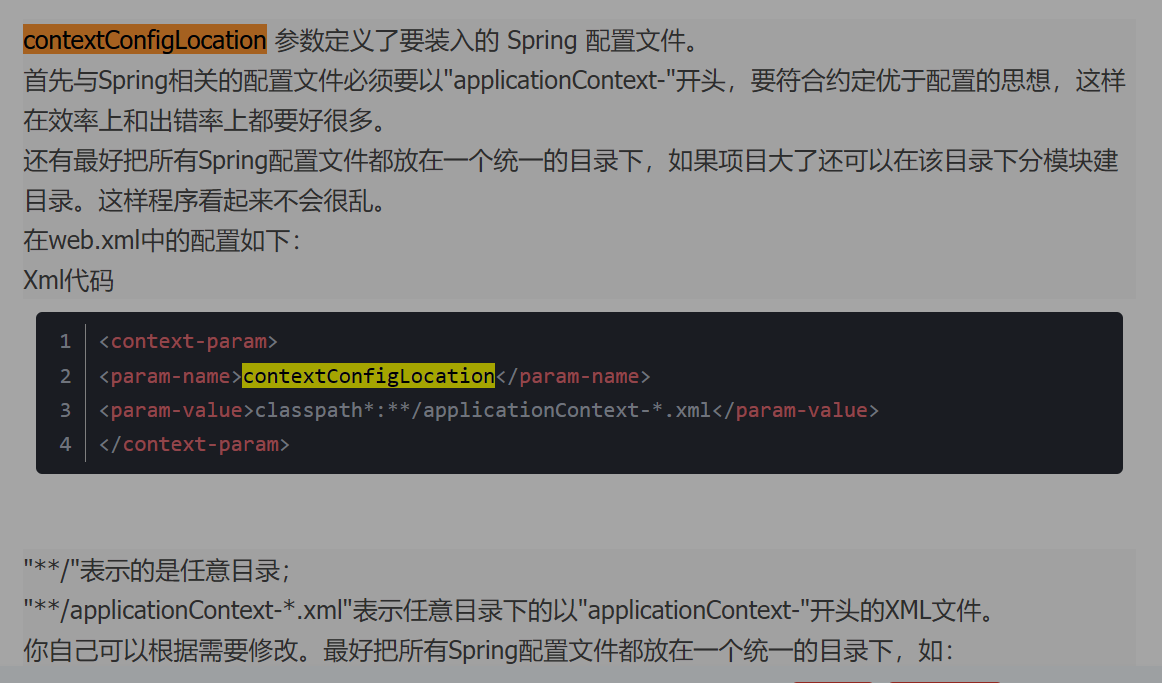 contextConfigLocation 参数定义了要装入的 Spring 配置文件。
首先与Spring相关的配置文件必须要以"applicationContext-"开头，要符合约定优于配置的思想，这样
在效率上和出错率上都要好很多。
还有最好把所有Spring配置文件都放在一个统一的目录下，如果项目大了还可以在该目录下分模块建
目录。这样程序看起来不会很乱。
在web.xml中的配置如下：
Xml代码
1 <context-param>
2 <param-name>contextConfigLocation</param-name>
3 <param-value>classpath*:**/applicationContext-*.xml</param-value>
4 </context-param>
"**/"表示的是任意目录；
"**/applicationContext-*.xml"表示任意目录下的以"applicationContext-"开头的XML文件。
你自己可以根据需要修改。最好把所有Spring配置文件都放在一个统一的目录下，如：